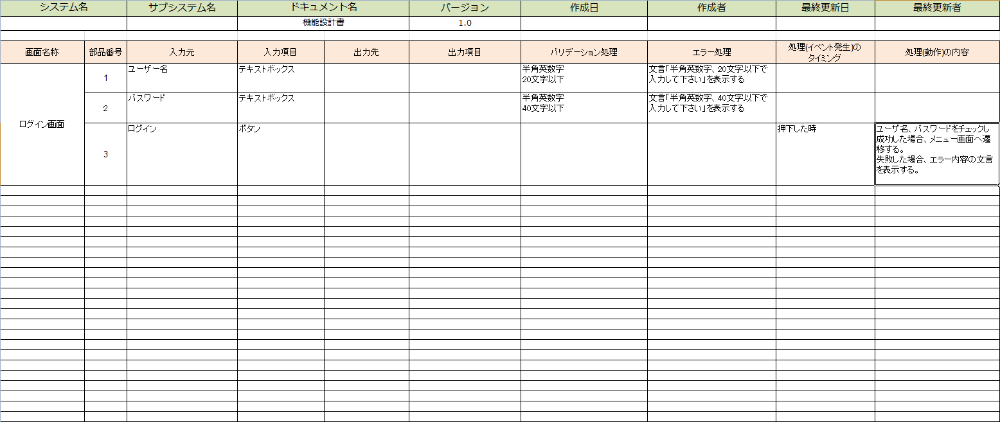 システム名 サブシステム名 ドキュメント名 バージョン 作成日 作成者 最終更新日 最終更新者
機能設計書 1.0
画面名称 部品番号 入力元 入力項目 出力先 出力項目 バリデーション処理 エラー処理 処理(イベント発生)の
タイミング 処理(動作)の内容
ログイン画面
1 ユーザー名 テキストボックス 半角英数字
20文字以下
文言「半角英数字、20文字以下で
入力して下さい」を表示する
2 パスワード テキストボックス 半角英数字
40文字以下
文言「半角英数字、40文字以下で
入力して下さい」を表示する
3 ログイン ボタン 押下した時
ユーザ名、パスワードをチェックし
成功した場合、メニュー画面へ遷
移する。
失敗した場合、エラー内容の文言
を表示する。